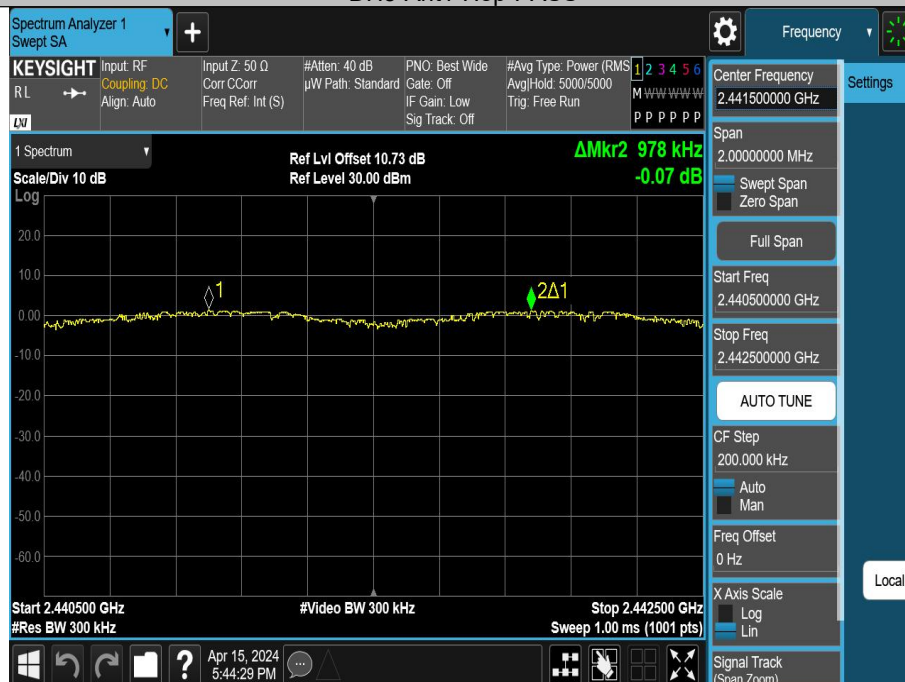 Spectrum Analyzer 1
Swept SA
+
Frequency
KEYSIGHT
RL
LXI
Input: RF
Coupling: DC
Align: Auto
Input Z: 50 Ω
Corr CCorr
Freq Ref: Int (S)
#Atten: 40 dB
µW Path: Standard
PNO: Best Wide
Gate: Off
IF Gain: Low
Sig Track: Off
#Avg Type: Power (RMS
Avg|Hold: 5000/5000
Trig: Free Run
1 2 3 4 5 6
M W W W W W
P P P P P P
1 Spectrum
Scale/Div 10 dB
Log
Ref Lvl Offset 10.73 dB
Ref Level 30.00 dBm
ΔMkr2 978 kHz
-0.07 dB
20.0
10.0
0.00
-10.0
-20.0
-30.0
-40.0
-50.0
-60.0
1
2Δ1
Start 2.440500 GHz
#Res BW 300 kHz
#Video BW 300 kHz
Stop 2.442500 GHz
Sweep 1.00 ms (1001 pts)
Center Frequency
2.441500000 GHz
Settings
Span
2.00000000 MHz
Swept Span
Zero Span
Full Span
Start Freq
2.440500000 GHz
Stop Freq
2.442500000 GHz
AUTO TUNE
CF Step
200.000 kHz
Auto
Man
Freq Offset
0 Hz
X Axis Scale
Log
Lin
Local
Signal Track
(Span Zoom)
?
Apr 15, 2024
5:44:29 PM